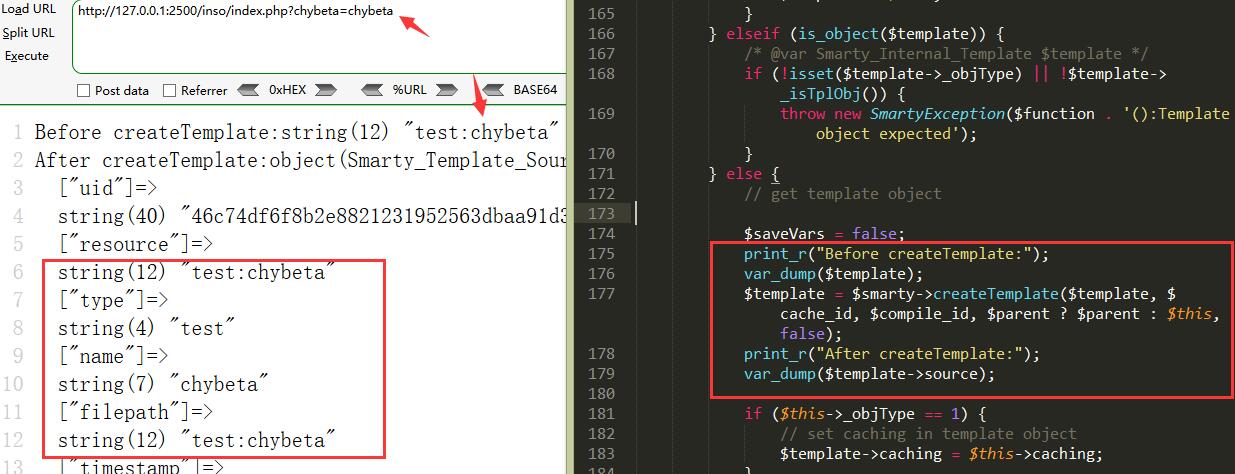 Load URL
http://127.0.0.1:2500/inso/index.php?chybeta=chybeta
Split URL
Execute
Post data
Referrer
0xHEX
%URL
BASE64
1 Before createTemplate:string(12) "test:chybeta"
2 After createTemplate:object(Smarty_Template_Sour
3 ["uid"]=>
4 string(40) "46c74df6f8b2e8821231952563dbaa91d3
5 ["resource"]=>
6 string(12) "test:chybeta"
7 ["type"]=>
8 string(4) "test"
9 ["name"]=>
10 string(7) "chybeta"
11 ["filepath"]=>
12 string(12) "test:chybeta"
13 ["timestamp"]=>
165 }
166 } elseif (is_object($template)) {
167 /* @var Smarty_Internal_Template $template */
168 if (!isset($template->_objType) || !$template->
_isTplObj()) {
169 throw new SmartyException($function . '():Template
object expected');
170 }
171 } else {
172 // get template object
173
174 $saveVars = false;
175 print_r("Before createTemplate:");
176 var_dump($template);
177 $template = $smarty->createTemplate($template, $
cache_id, $compile_id, $parent ? $parent : $this,
false);
178 print_r("After createTemplate:");
179 var_dump($template->source);
180
181 if ($this->_objType == 1) {
182 // set caching in template object
183 $template->caching = $this->caching;
184 }